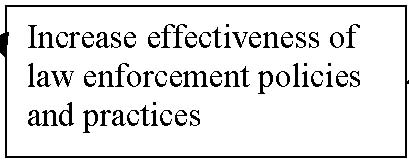 Increase effectiveness of
law enforcement policies
and practices